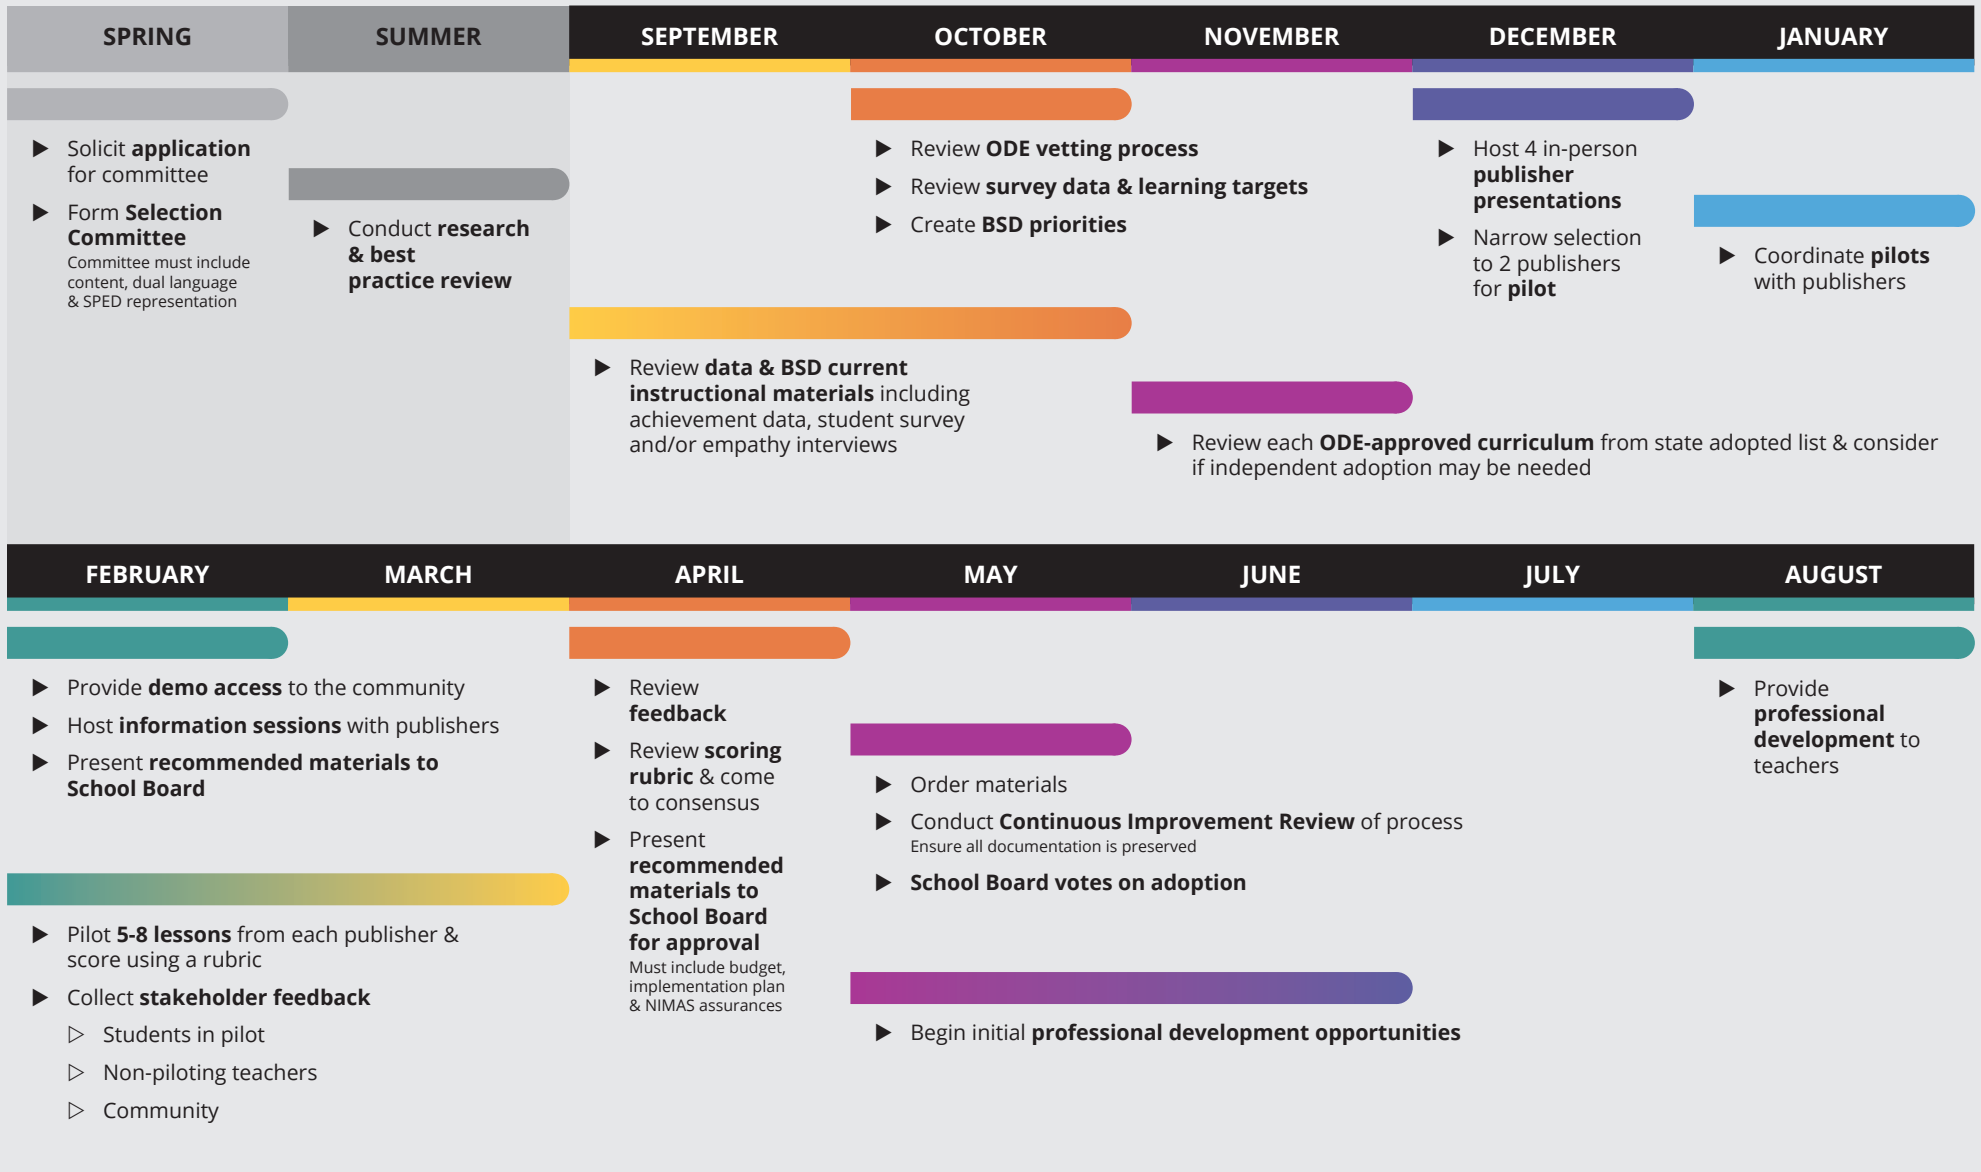 SPRING
SUMMER
SEPTEMBER
OCTOBER
NOVEMBER
DECEMBER
JANUARY
Solicit application
for committee
Form Selection
Committee
Committee must include
content, dual language
& SPED representation
Conduct research
& best
practice review
Review data & BSD current
instructional materials including
achievement data, student survey
and/or empathy interviews
Review ODE vetting process
Review survey data & learning targets
Create BSD priorities
Review each ODE-approved curriculum from state adopted list & consider
if independent adoption may be needed
Host 4 in-person
publisher
presentations
Narrow selection
to 2 publishers
for pilot
Coordinate pilots
with publishers
FEBRUARY
MARCH
APRIL
MAY
JUNE
JULY
AUGUST
Provide demo access to the community
Host information sessions with publishers
Present recommended materials to
School Board
Pilot 5-8 lessons from each publisher &
score using a rubric
Collect stakeholder feedback
Students in pilot
Non-piloting teachers
Community
Review
feedback
Review scoring
rubric & come
to consensus
Present
recommended
materials to
School Board
for approval
Must include budget,
implementation plan
& NIMAS assurances
Order materials
Conduct Continuous Improvement Review of process
Ensure all documentation is preserved
School Board votes on adoption
Begin initial professional development opportunities
Provide
professional
development to
teachers